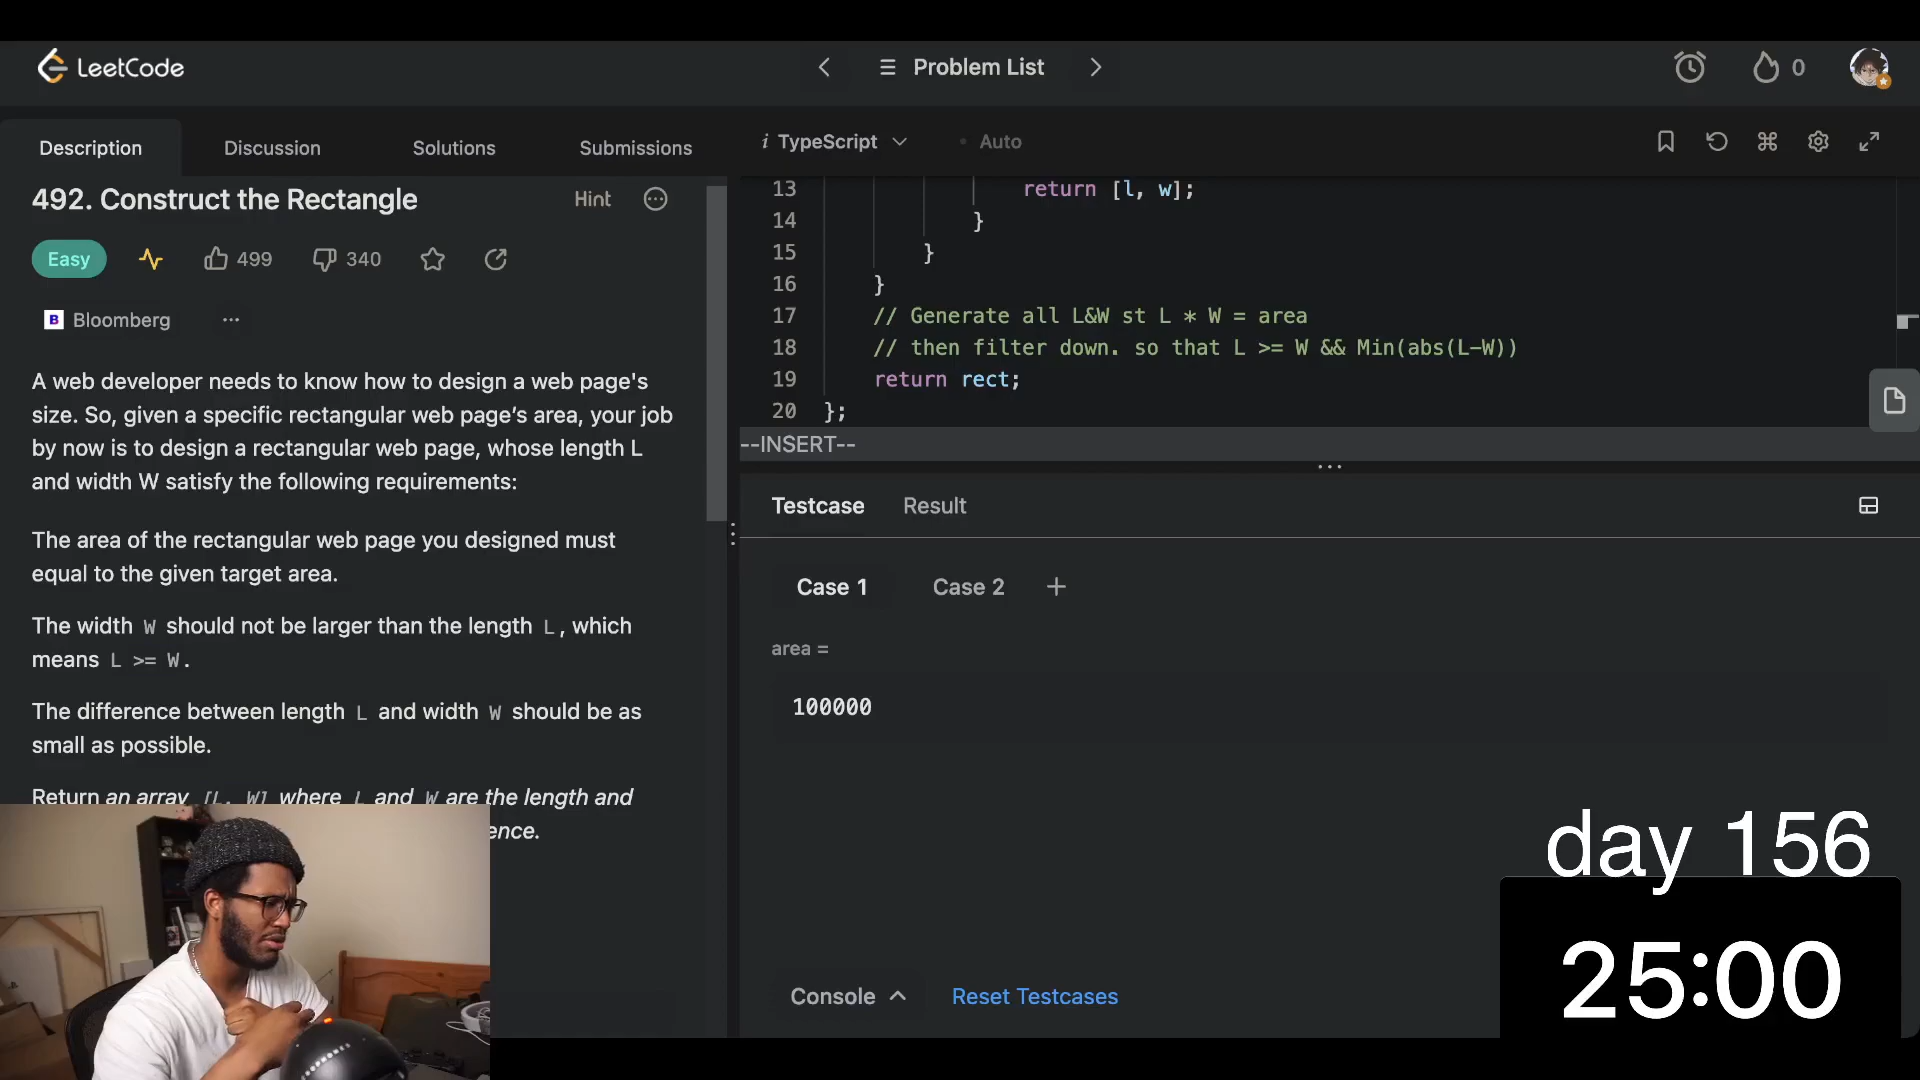 LeetCode
Problem List
0
Description
Discussion
Solutions
Submissions
492. Construct the Rectangle
Hint
Easy
499
340
Bloomberg
A web developer needs to know how to design a web page's
size. So, given a specific rectangular web page’s area, your job
by now is to design a rectangular web page, whose length L
and width W satisfy the following requirements:
The area of the rectangular web page you designed must
equal to the given target area.
The width W should not be larger than the length L, which
means L >= W.
The difference between length L and width W should be as
small as possible.
Return an array [L, W] where L and W are the length and
ence.
i TypeScript
Auto
13 return [l, w];
14 }
15 }
16 }
17 // Generate all L&W st L * W = area
18 // then filter down. so that L >= W && Min(abs(L-W))
19 return rect;
20 };
--INSERT--
Testcase
Result
Case 1
Case 2
area =
100000
Console
Reset Testcases
day 156
25:00